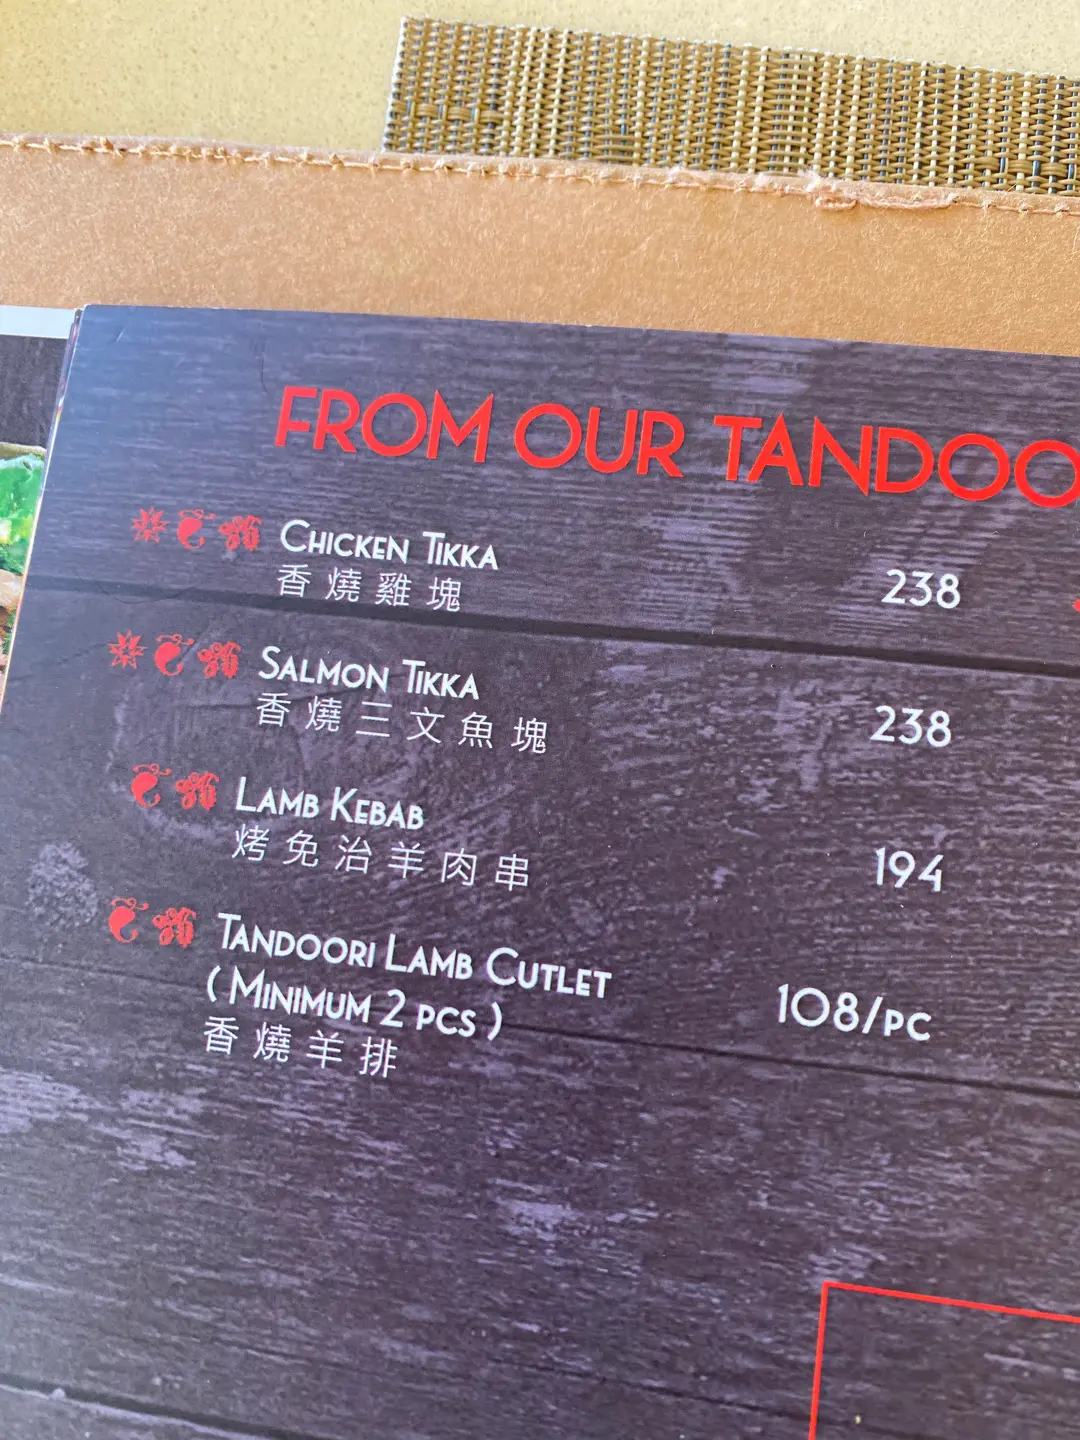 FROM OUR TANDOO
CHICKEN TIKKA
香燒雞塊
238
SALMON TIKKA
香燒三文魚塊
238
LAMB KEBAB
烤免治羊肉串
194
TANDOORI LAMB CUTLET
( MINIMUM 2 PCS )
108/PC
香燒羊排